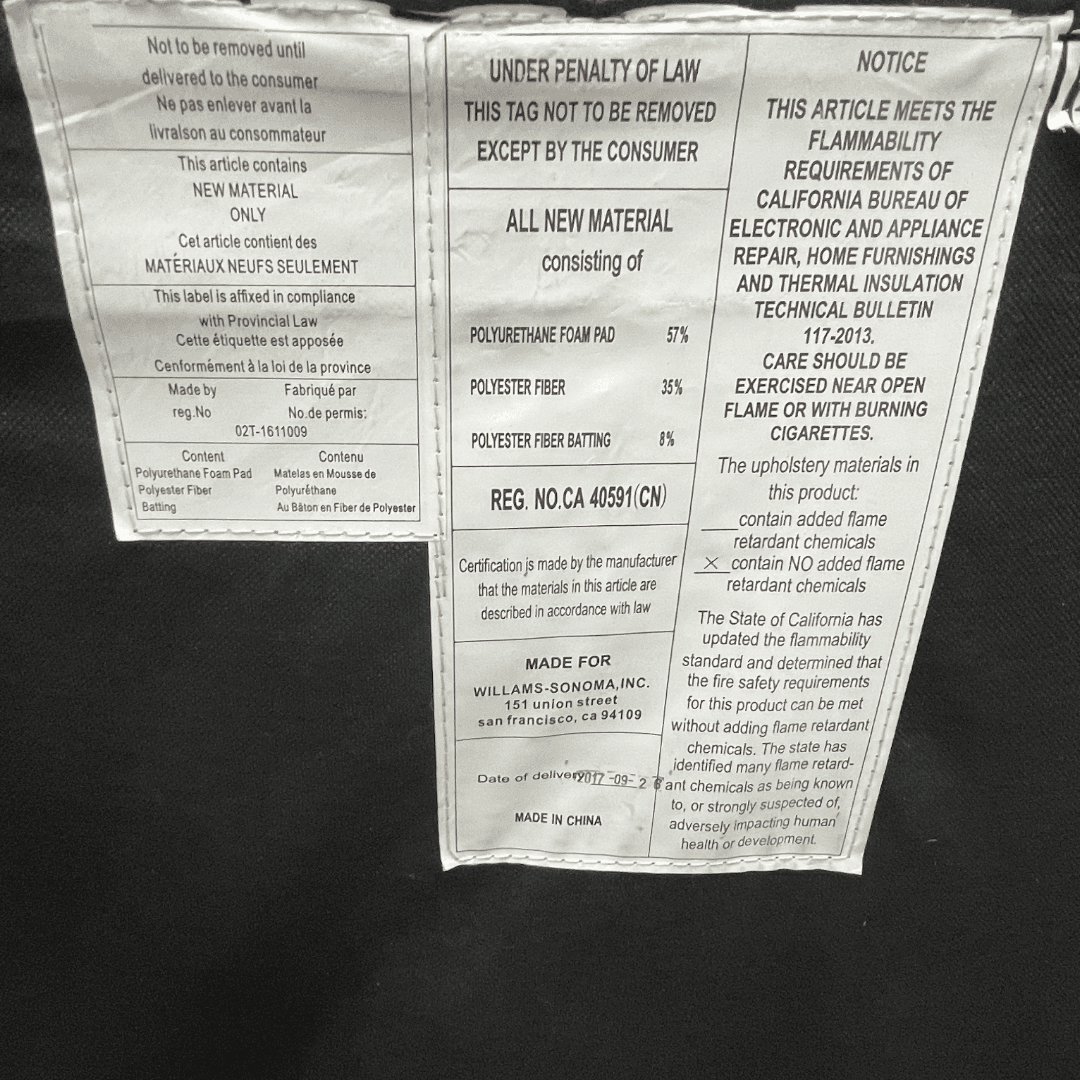 Not to be removed until
delivered to the consumer
Ne pas enlever avant la
livralson au consommateur
This article contains
NEW MATERIAL
ONLY
Cet article contient des
MATÉRIAUX NEUFS SEULEMENT
This label is affixed in compliance
with Provincial Law
Cette étiquette est apposée
Cenformément à la loi de la province
Made by Fabriqué par
reg.No No.de permis:
02T-1611009
Content Contenu
Polyurethane Foam Pad Matelas en Mousse de
Polyester Fiber Polyuréthane
Batting Au Bâton en Fiber de Polyester
UNDER PENALTY OF LAW
THIS TAG NOT TO BE REMOVED
EXCEPT BY THE CONSUMER
ALL NEW MATERIAL
consisting of
POLYURETHANE FOAM PAD 57%
POLYESTER FIBER 35%
POLYESTER FIBER BATTING 8%
REG. NO.CA 40591(CN)
Certification is made by the manufacturer
that the materials in this article are
described in accordance with law
MADE FOR
WILLAMS-SONOMA,INC.
151 union street
san francisco, ca 94109
Date of delivery 2017-09-26
MADE IN CHINA
NOTICE
THIS ARTICLE MEETS THE
FLAMMABILITY
REQUIREMENTS OF
CALIFORNIA BUREAU OF
ELECTRONIC AND APPLIANCE
REPAIR, HOME FURNISHINGS
AND THERMAL INSULATION
TECHNICAL BULLETIN
117-2013.
CARE SHOULD BE
EXERCISED NEAR OPEN
FLAME OR WITH BURNING
CIGARETTES.
The upholstery materials in
this product:
___contain added flame
retardant chemicals
_X_contain NO added flame
retardant chemicals
The State of California has
updated the flammability
standard and determined that
the fire safety requirements
for this product can be met
without adding flame retardant
chemicals. The state has
identified many flame retard-
ant chemicals as being known
to, or strongly suspected of,
adversely impacting human
health or development.